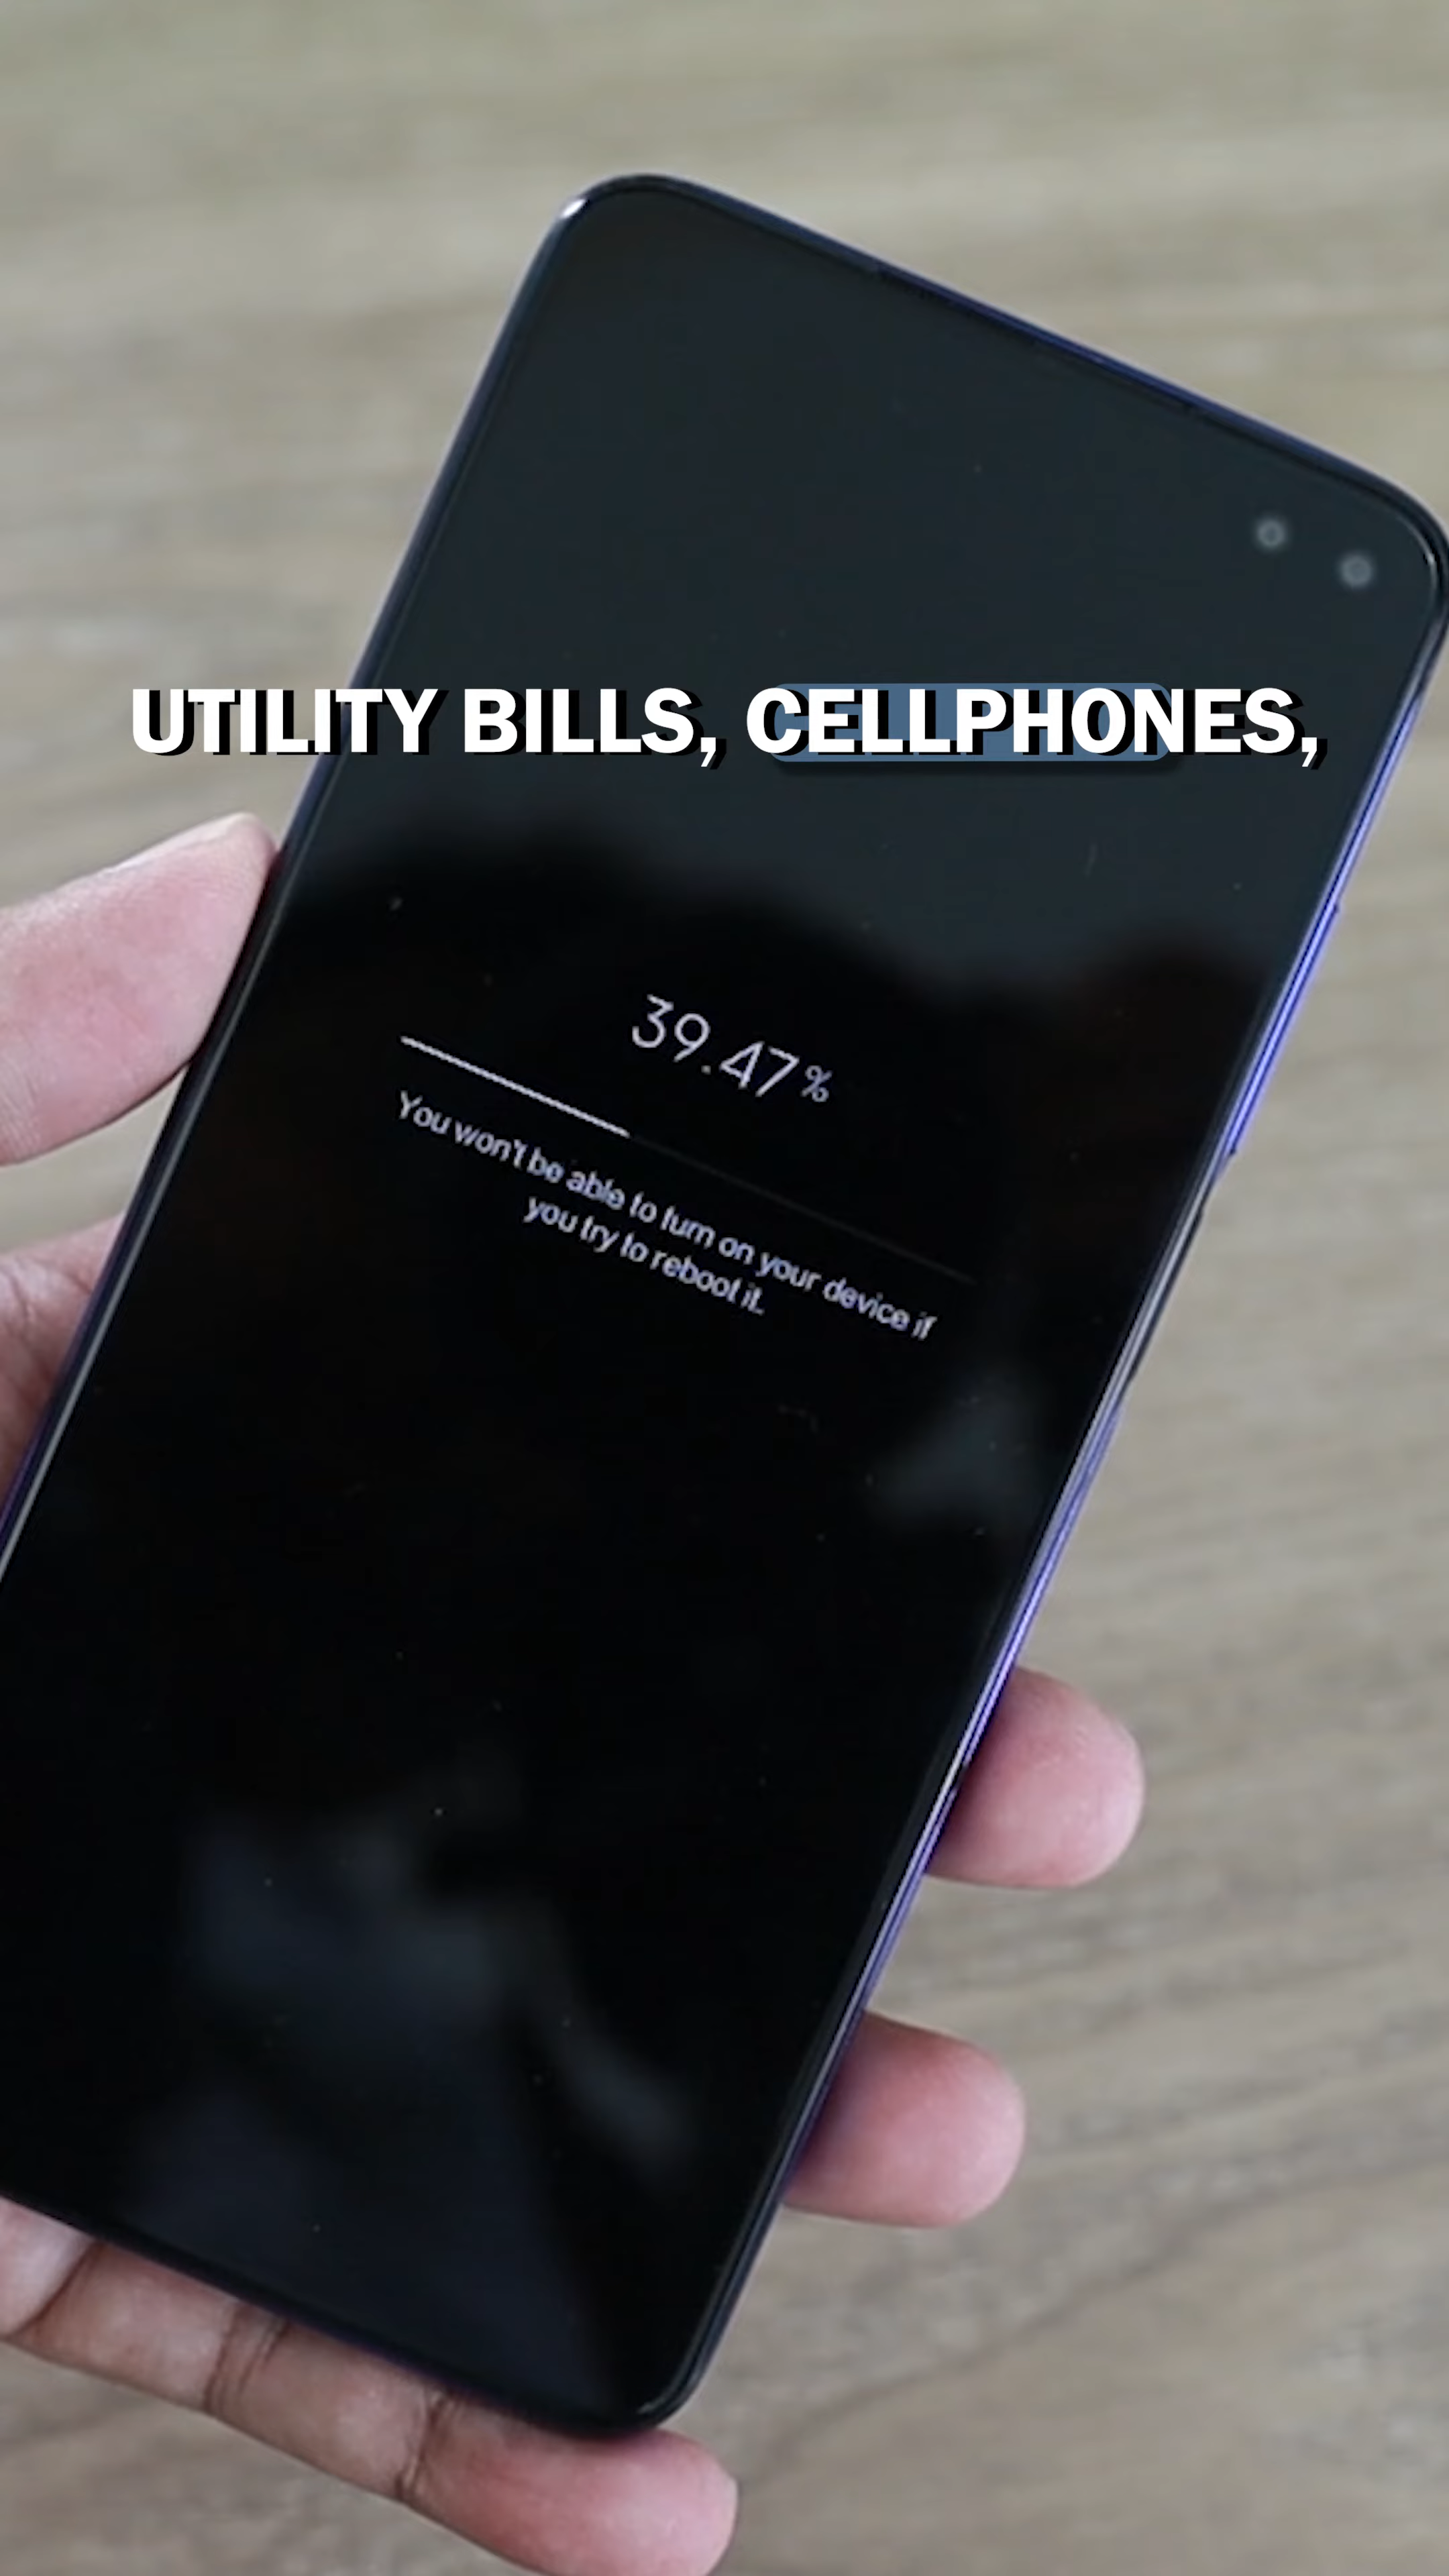 UTILITY BILLS, CELLPHONES,
39.47%
You won't be able to turn on your device if
you try to reboot it.